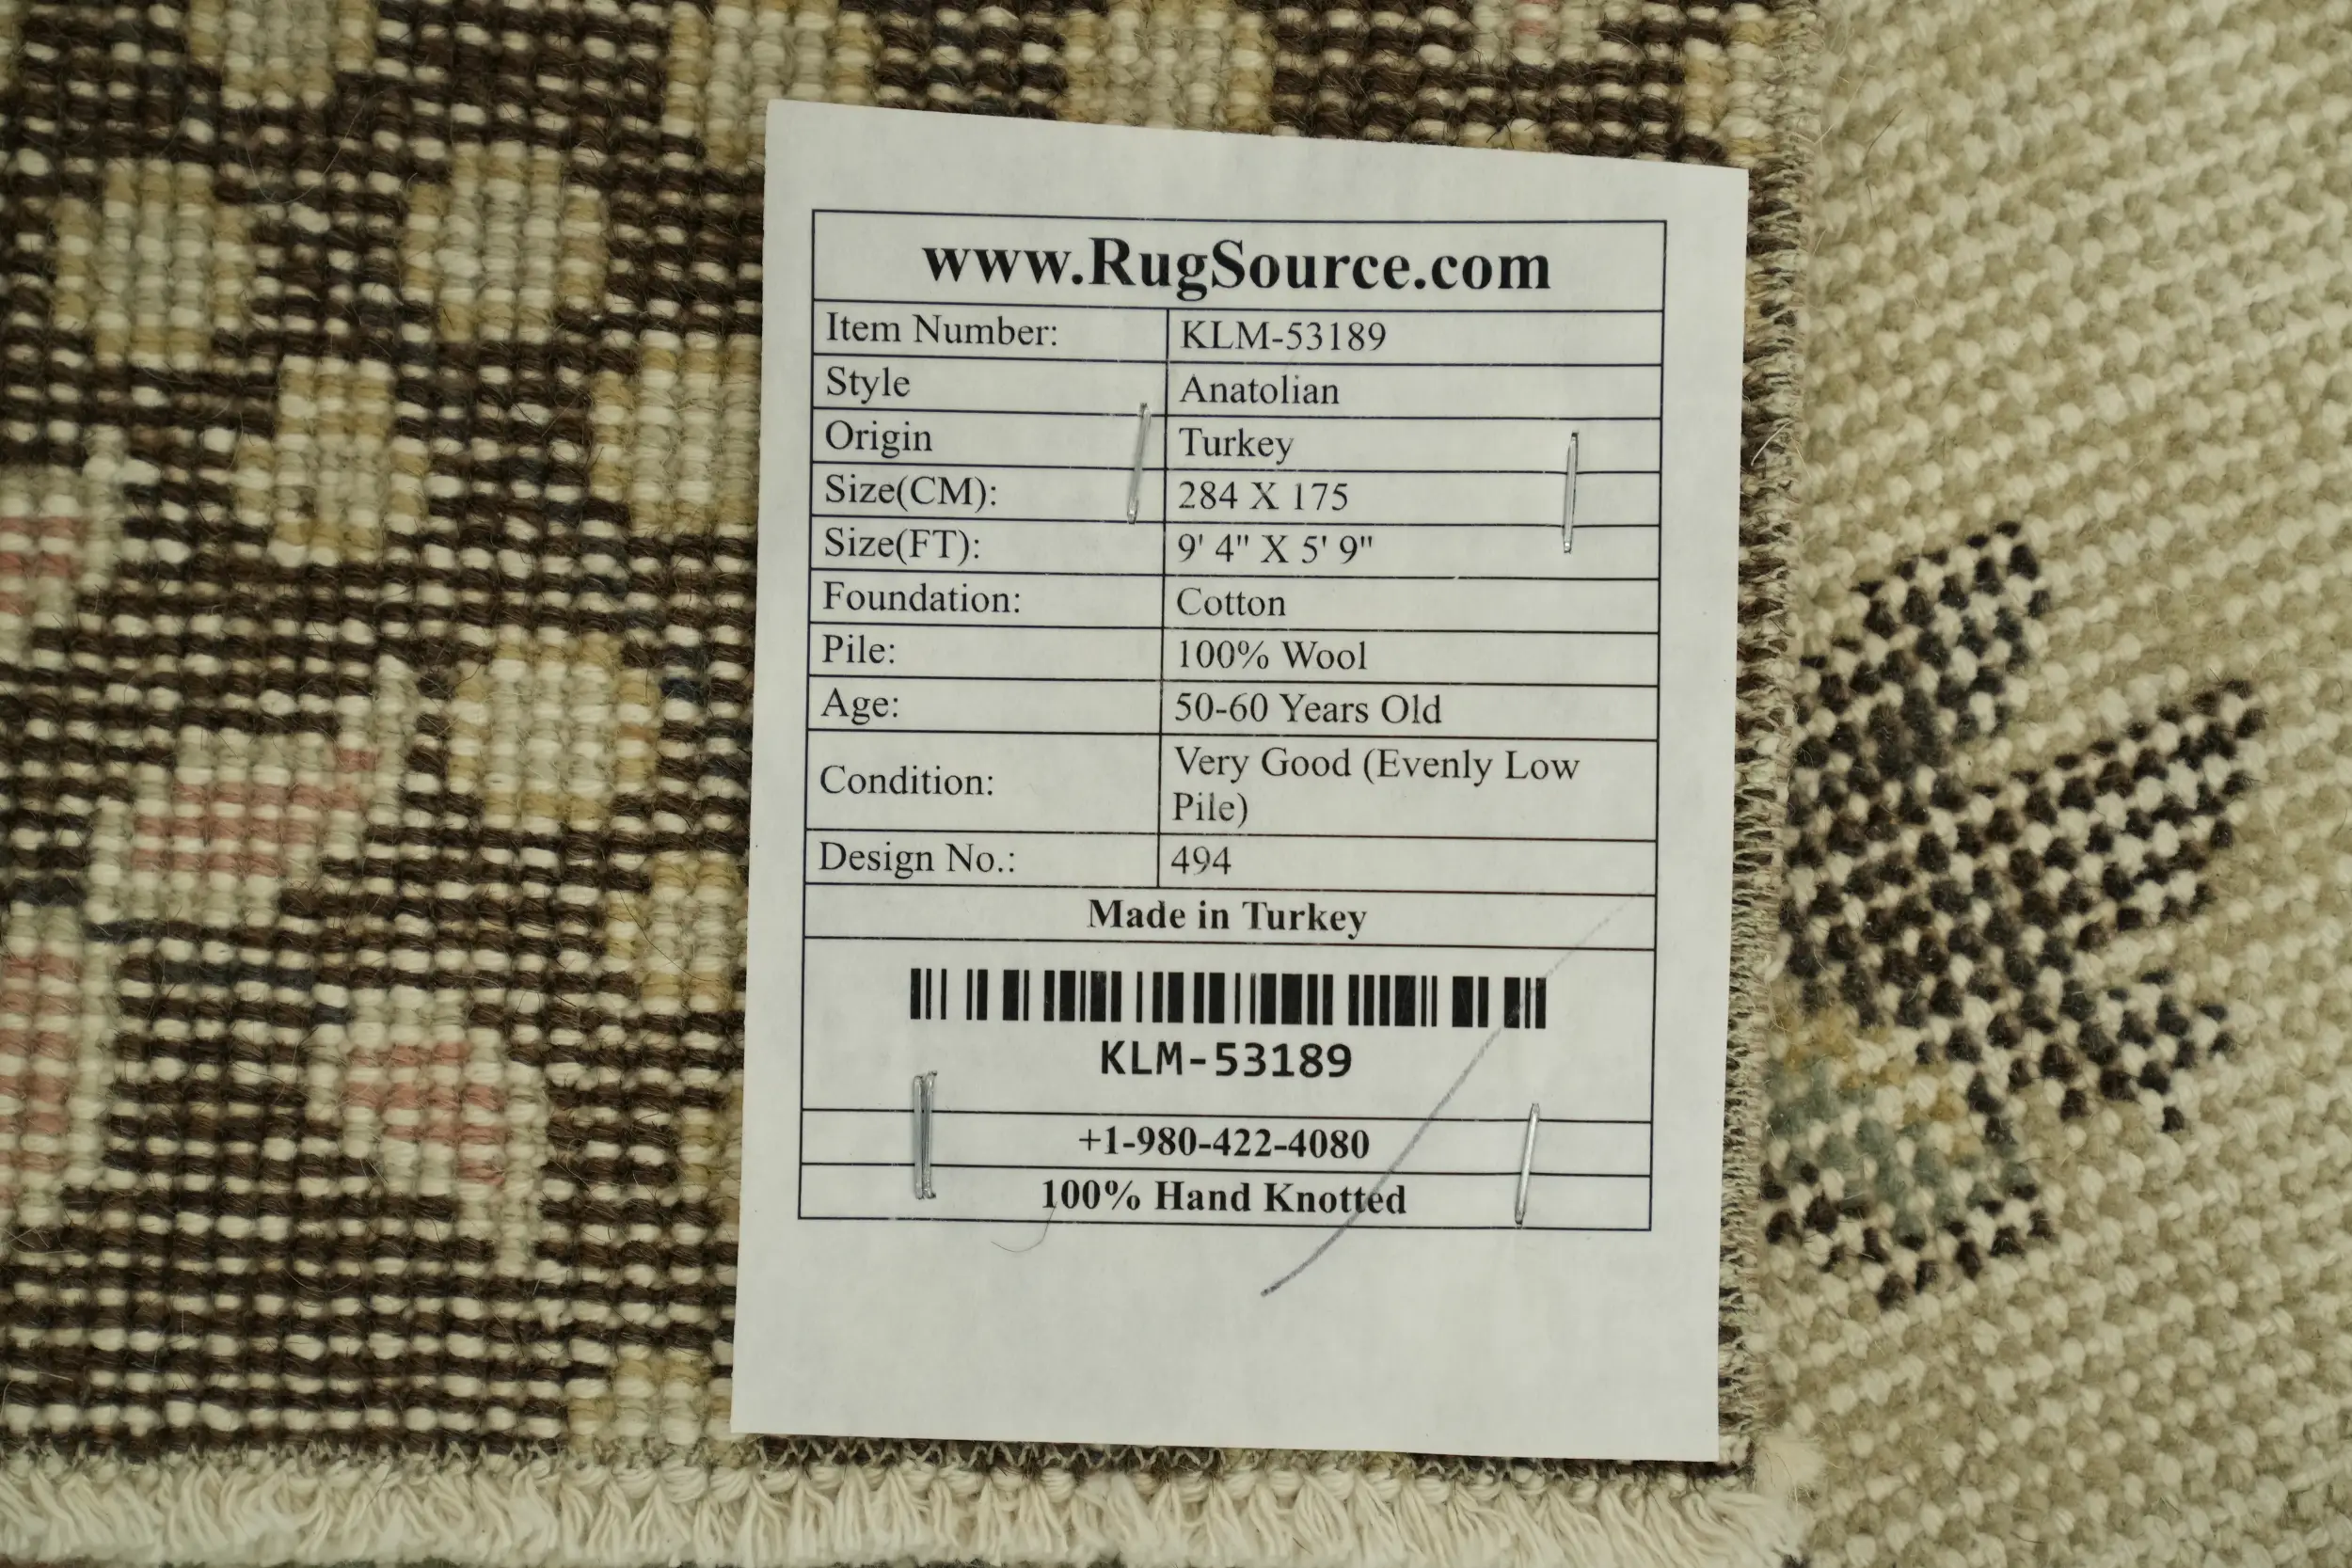 www.RugSource.com
Item Number: KLM-53189
Style Anatolian
Origin Turkey
Size(CM): 284 X 175
Size(FT): 9' 4" X 5' 9"
Foundation: Cotton
Pile: 100% Wool
Age: 50-60 Years Old
Condition: Very Good (Evenly Low
Pile)
Design No.: 494
Made in Turkey
KLM-53189
+1-980-422-4080
100% Hand Knotted